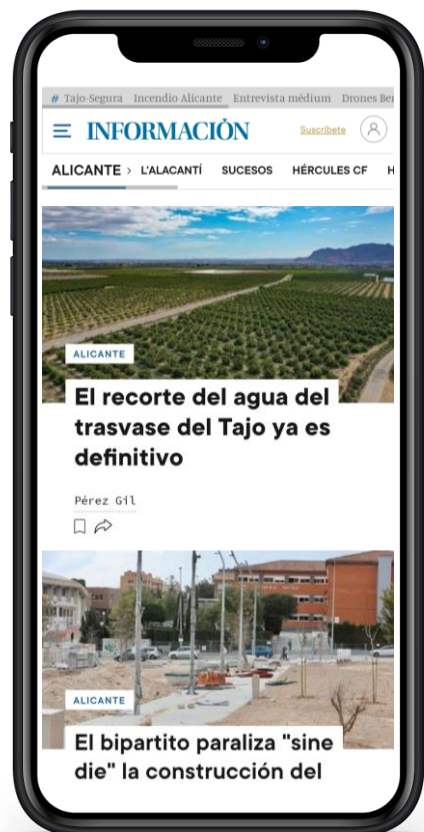 # Tajo-Segura Incendio Alicante Entrevista médium Drones Be
INFORMACIÓN Suscríbete
ALICANTE > L'ALACANTÍ SUCESOS HÉRCULES CF H
ALICANTE
El recorte del agua del
trasvase del Tajo ya es
definitivo
Pérez Gil
ALICANTE
El bipartito paraliza "sine
die" la construcción del